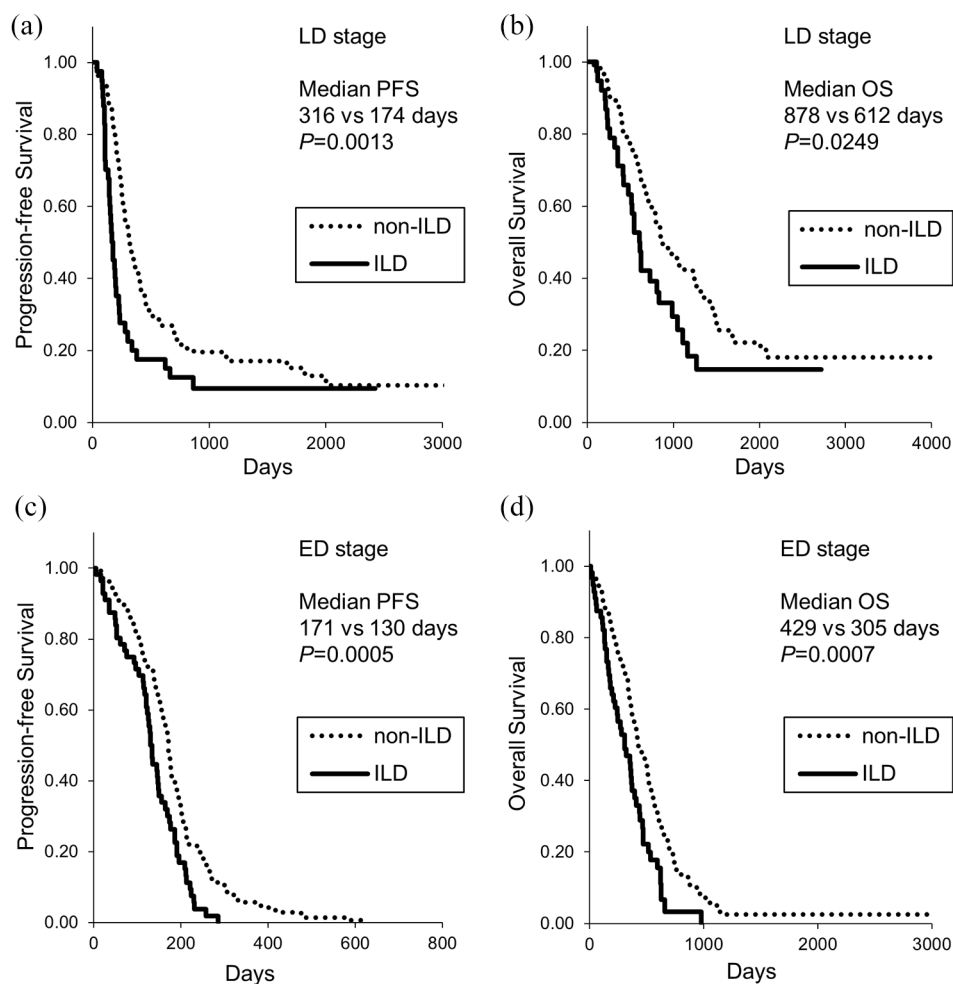 (a)
LD stage
Median PFS
316 vs 174 days
P=0.0013
non-ILD
ILD
Progression-free Survival
1.00
0.80
0.60
0.40
0.20
0.00
0
1000
2000
3000
Days
(b)
LD stage
Median OS
878 vs 612 days
P=0.0249
non-ILD
ILD
Overall Survival
1.00
0.80
0.60
0.40
0.20
0.00
0
1000
2000
3000
4000
Days
(c)
ED stage
Median PFS
171 vs 130 days
P=0.0005
non-ILD
ILD
Progression-free Survival
1.00
0.80
0.60
0.40
0.20
0.00
0
200
400
600
800
Days
(d)
ED stage
Median OS
429 vs 305 days
P=0.0007
non-ILD
ILD
Overall Survival
1.00
0.80
0.60
0.40
0.20
0.00
0
1000
2000
3000
Days